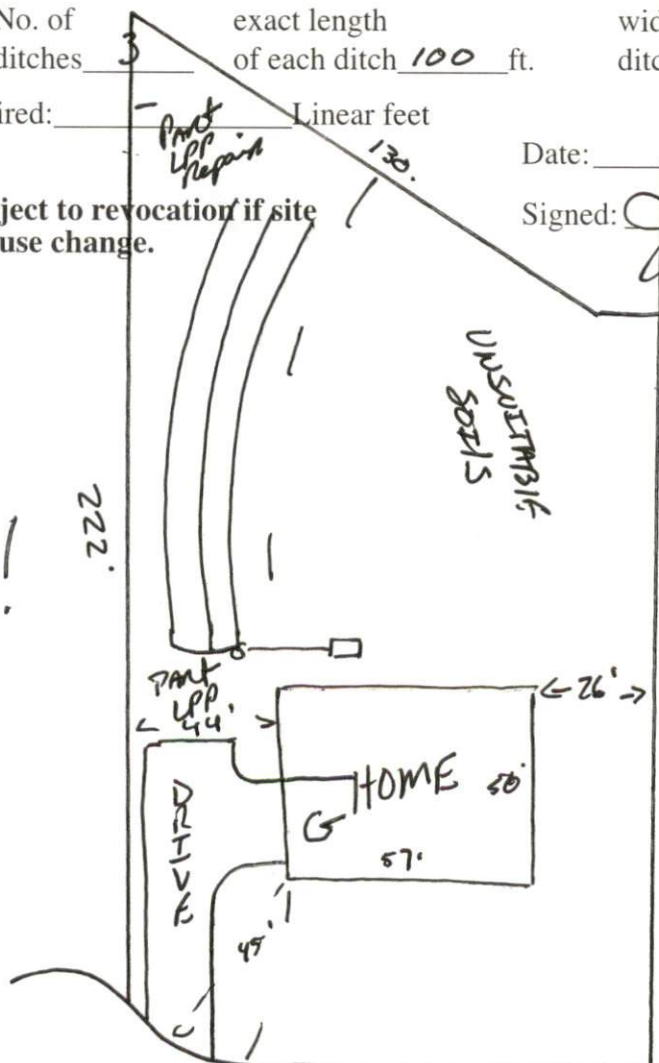 No. of exact length wid
ditches 3 of each ditch 100 ft. ditc
ired: Linear feet
Part
LPP
Repair
130.
Date:
ject to revocation if site
Signed:
use change.
UNSUITABLE
SOILS
222.
PART
LPP
44'
26'
DRIVE
HOME
50'
G
57.
45'